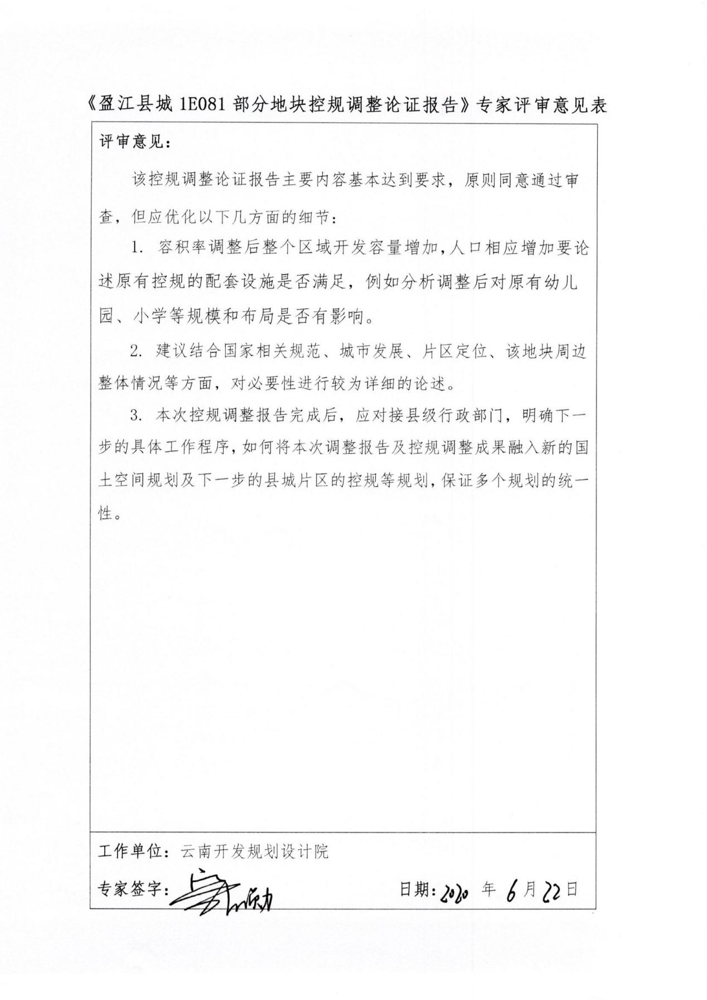 《盈江县城 1E081 部分地块控规调整论证报告》专家评审意见表
评审意见：
该控规调整论证报告主要内容基本达到要求，原则同意通过审
查，但应优化以下几方面的细节：
1. 容积率调整后整个区域开发容量增加，人口相应增加要论
述原有控规的配套设施是否满足，例如分析调整后对原有幼儿
园、小学等规模和布局是否有影响。
2. 建议结合国家相关规范、城市发展、片区定位、该地块周边
整体情况等方面，对必要性进行较为详细的论述。
3. 本次控规调整报告完成后，应对接县级行政部门，明确下一
步的具体工作程序，如何将本次调整报告及控规调整成果融入新的国
土空间规划及下一步的县城片区的控规等规划，保证多个规划的统一
性。
工作单位：云南开发规划设计院
专家签字：
日期：2020 年 6 月 22 日